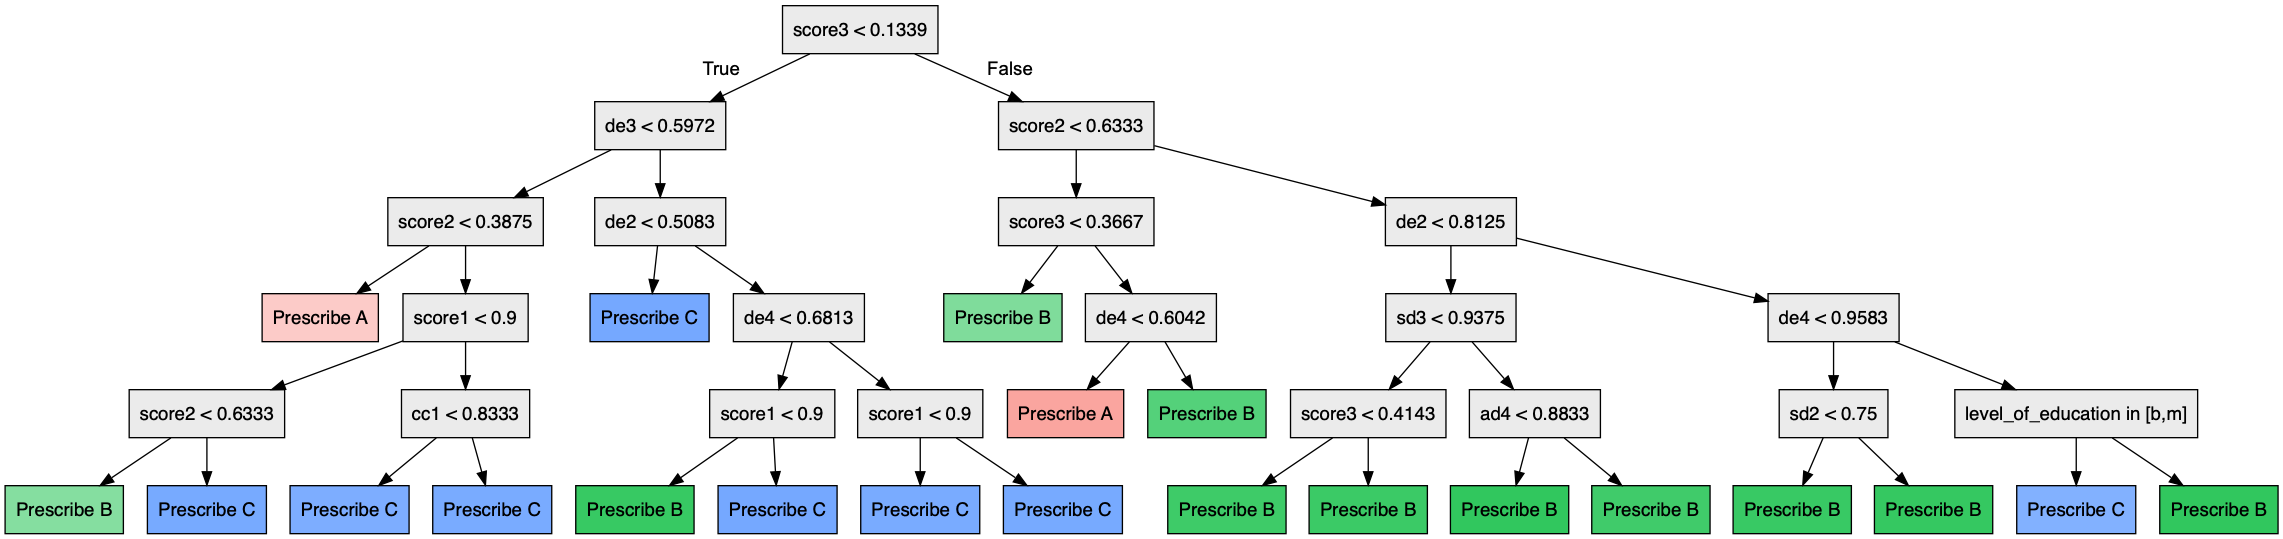 score3 < 0.1339
True
False
de3 < 0.5972
score2 < 0.6333
score2 < 0.3875
de2 < 0.5083
score3 < 0.3667
de2 < 0.8125
Prescribe A
score1 < 0.9
Prescribe C
de4 < 0.6813
Prescribe B
de4 < 0.6042
sd3 < 0.9375
de4 < 0.9583
score2 < 0.6333
cc1 < 0.8333
score1 < 0.9
score1 < 0.9
Prescribe A
Prescribe B
score3 < 0.4143
ad4 < 0.8833
sd2 < 0.75
level_of_education in [b,m]
Prescribe B
Prescribe C
Prescribe C
Prescribe C
Prescribe B
Prescribe C
Prescribe C
Prescribe C
Prescribe B
Prescribe B
Prescribe B
Prescribe B
Prescribe B
Prescribe B
Prescribe C
Prescribe B